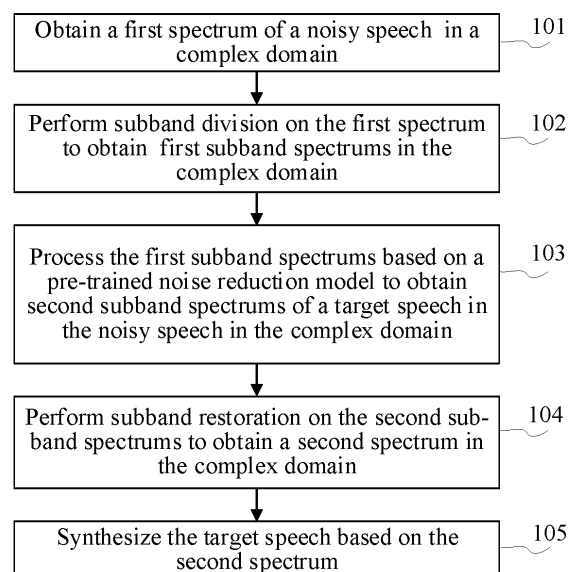 Obtain a first spectrum of a noisy speech in a
complex domain
101
Perform subband division on the first spectrum
to obtain first subband spectrums in the
complex domain
102
Process the first subband spectrums based on a
pre-trained noise reduction model to obtain
second subband spectrums of a target speech in
the noisy speech in the complex domain
103
Perform subband restoration on the second sub-
band spectrums to obtain a second spectrum in
the complex domain
104
Synthesize the target speech based on the
second spectrum
105